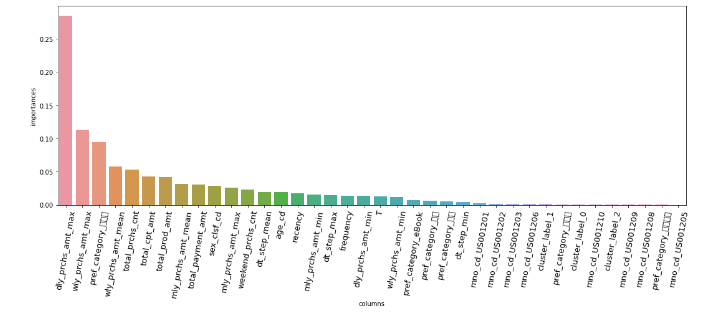 importances
0.25
0.20
0.15
0.10
0.05
0.00
dly_prchs_amt_max
wly_prchs_amt_max
pref_category_□□□
wly_prchs_amt_mean
total_prchs_cnt
total_cpt_amt
total_prod_amt
mly_prchs_amt_mean
total_payment_amt
sex_clsf_cd
mly_prchs_amt_max
weekend_prchs_cnt
dt_step_mean
age_cd
recency
mly_prchs_amt_min
dt_step_max
frequency
dly_prchs_amt_min
T
wly_prchs_amt_min
pref_category_eBook
pref_category_□□
pref_category_□□
dt_step_min
mno_cd_US001201
mno_cd_US001202
mno_cd_US001203
mno_cd_US001206
cluster_label_1
pref_category_□□□
cluster_label_0
mno_cd_US001210
cluster_label_2
mno_cd_US001209
mno_cd_US001208
pref_category_□□□□
mno_cd_US001205
columns